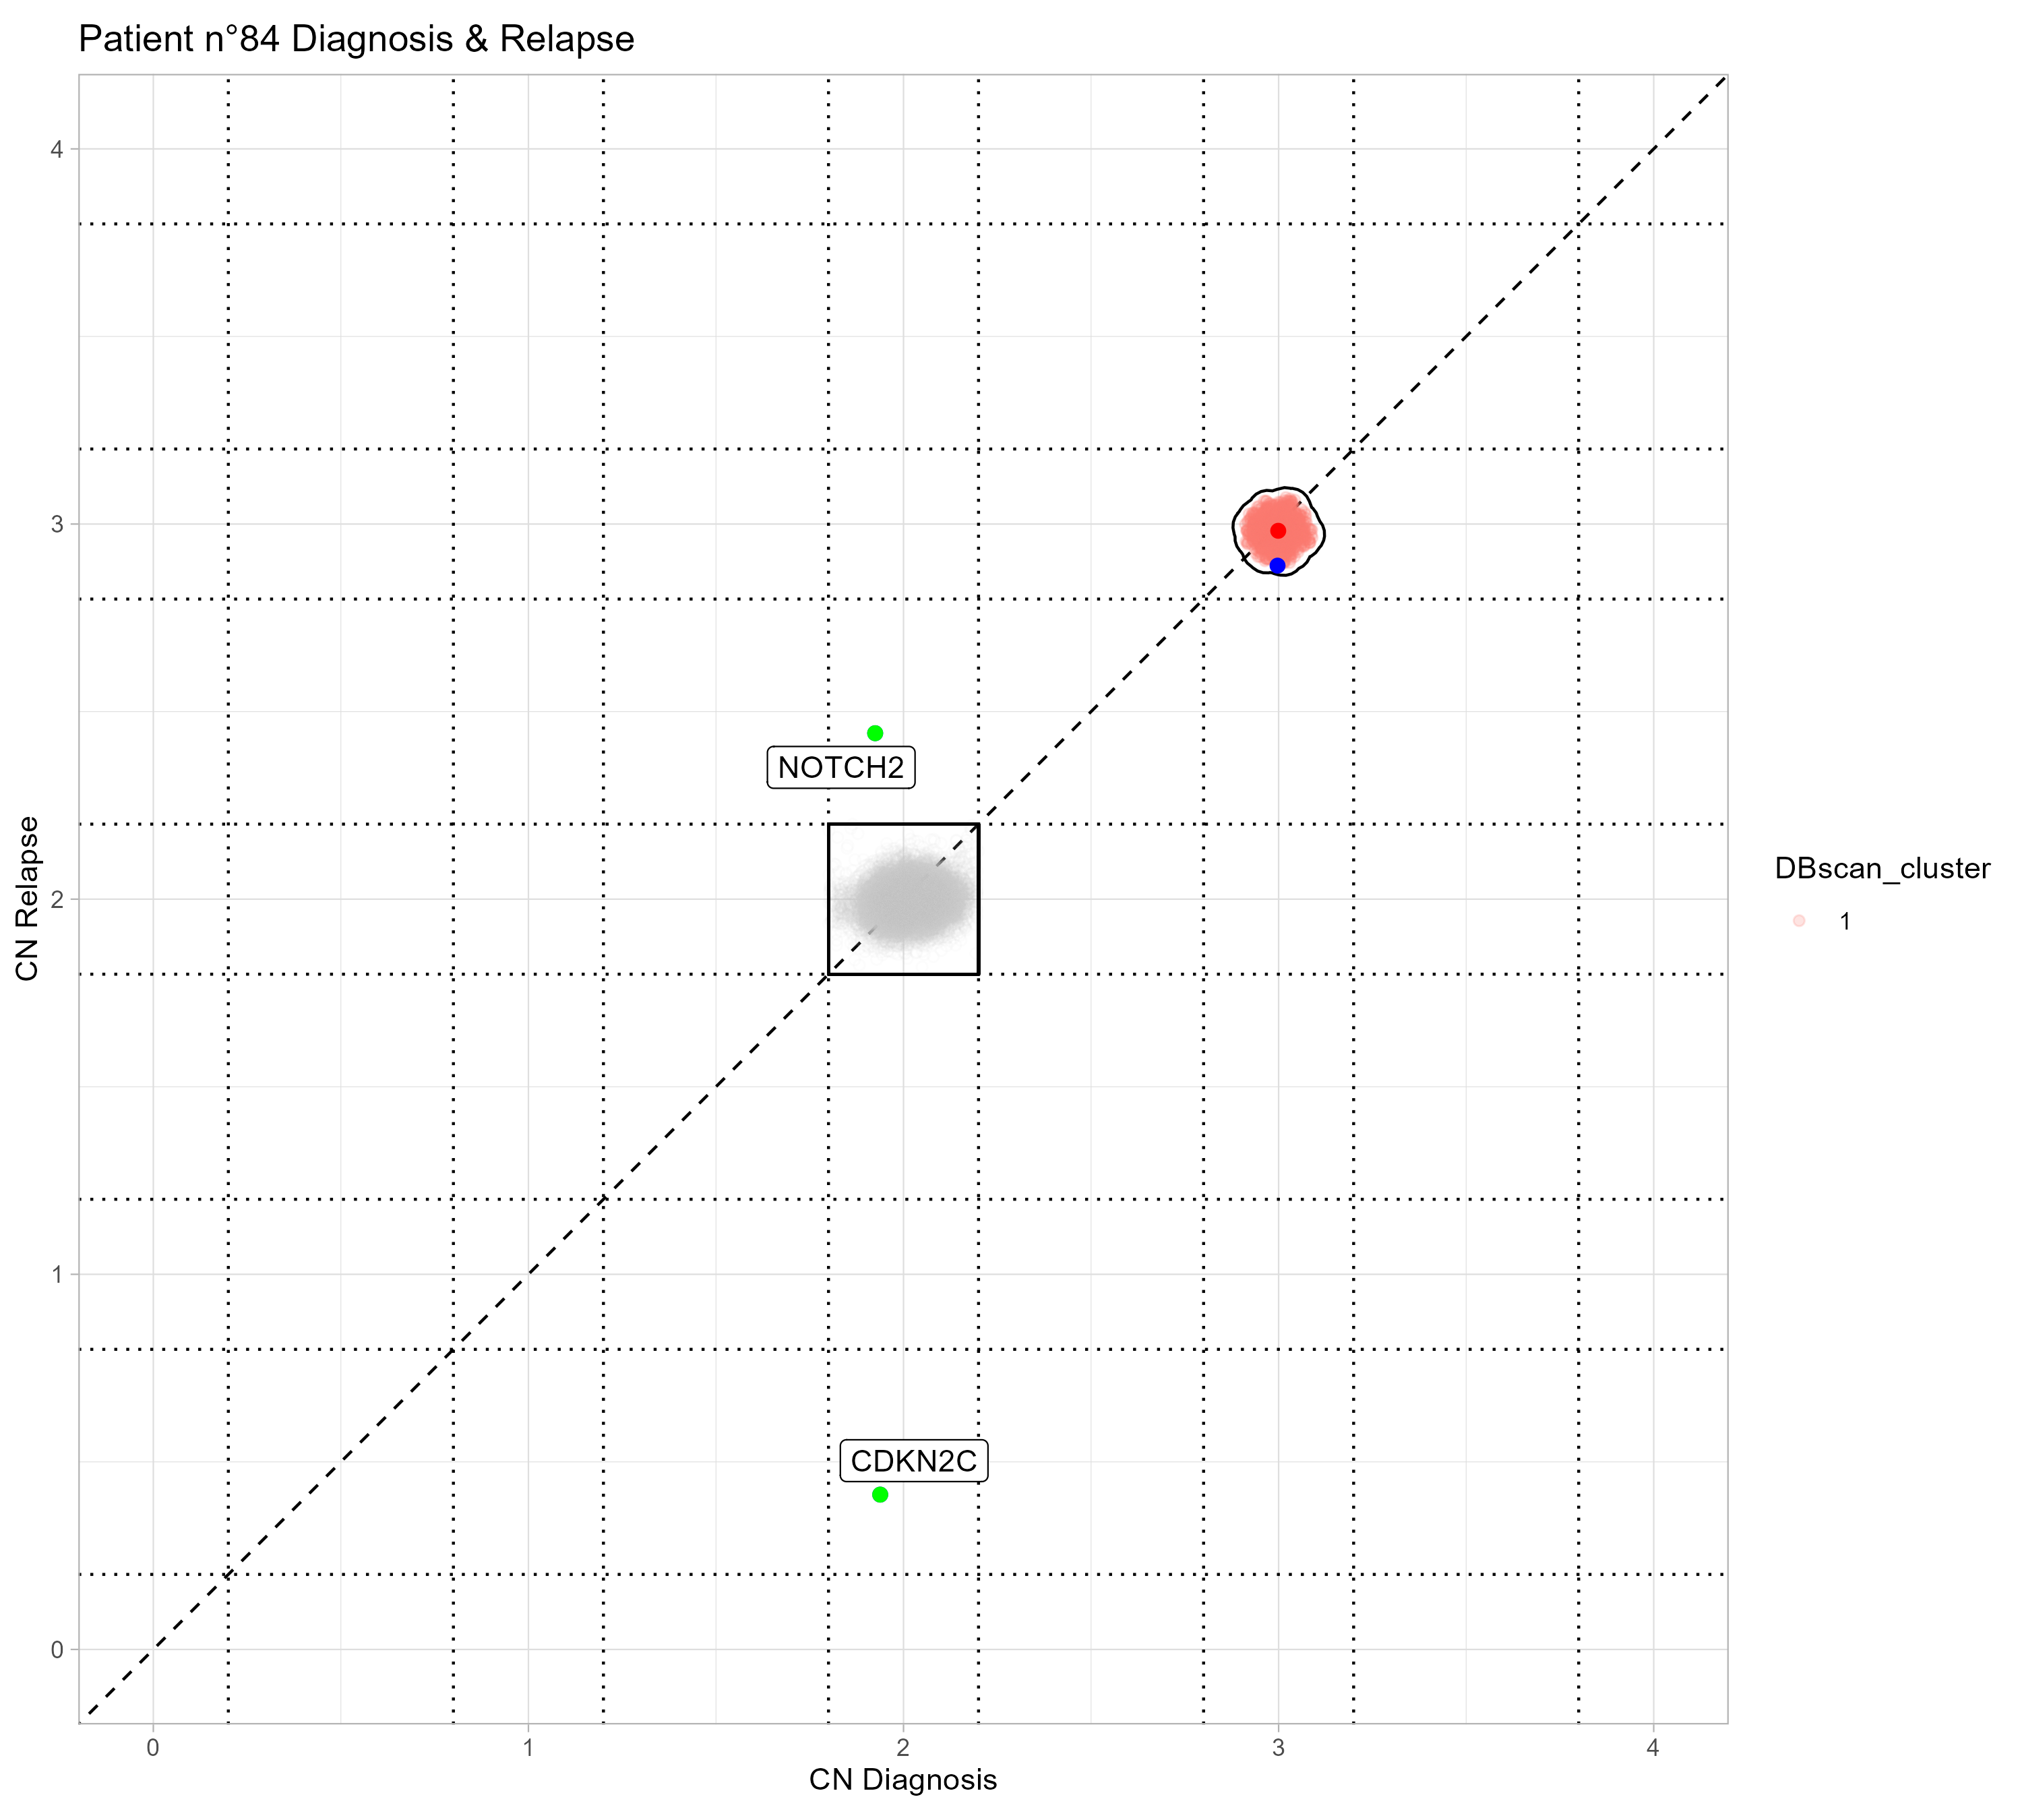 Patient n°84 Diagnosis & Relapse
4
3
2
1
0
CN Relapse
NOTCH2
CDKN2C
0 1 2 3 4
CN Diagnosis
DBscan_cluster
1